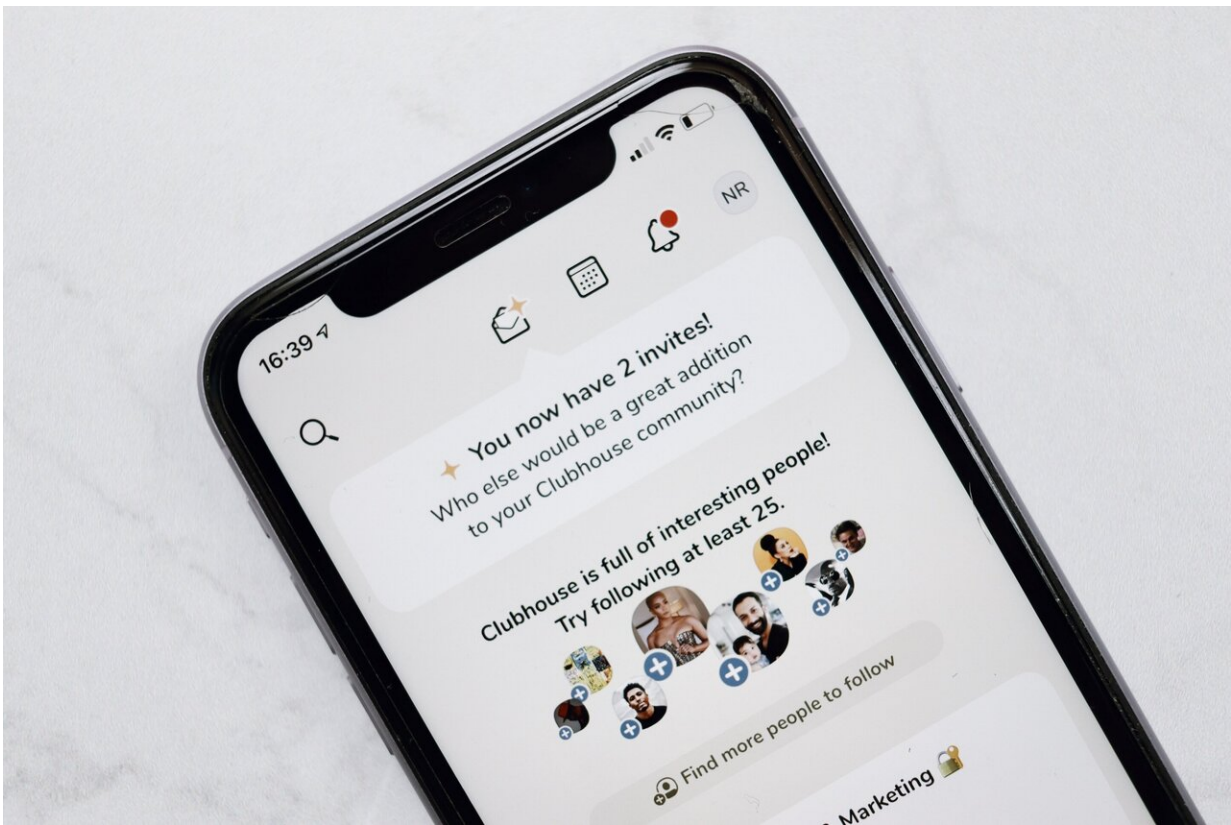 16:39
NR
You now have 2 invites!
Who else would be a great addition
to your Clubhouse community?
Clubhouse is full of interesting people!
Try following at least 25.
Find more people to follow
Marketing